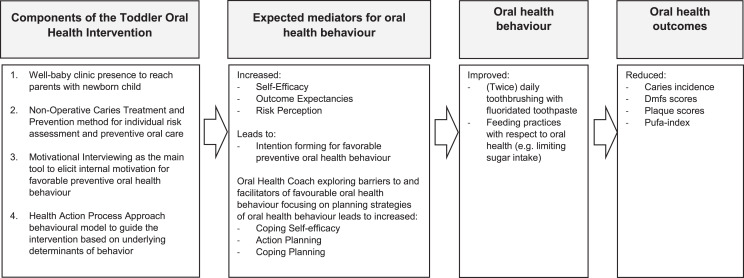 Components of the Toddler Oral
Health Intervention
1. Well-baby clinic presence to reach
parents with newborn child
2. Non-Operative Caries Treatment and
Prevention method for individual risk
assessment and preventive oral care
3. Motivational Interviewing as the main
tool to elicit internal motivation for
favorable preventive oral health
behaviour
4. Health Action Process Approach
behavioural model to guide the
intervention based on underlying
determinants of behavior
Expected mediators for oral
health behaviour
Increased:
- Self-Efficacy
- Outcome Expectancies
- Risk Perception
Leads to:
- Intention forming for favorable
preventive oral health behaviour
Oral Health Coach exploring barriers to and
facilitators of favourable oral health
behaviour focusing on planning strategies
of oral health behaviour leads to increased:
- Coping Self-efficacy
- Action Planning
- Coping Planning
Oral health
behaviour
Improved:
- (Twice) daily
toothbrushing with
fluoridated toothpaste
- Feeding practices
with respect to oral
health (e.g. limiting
sugar intake)
Oral health
outcomes
Reduced:
- Caries incidence
- Dmfs scores
- Plaque scores
- Pufa-index